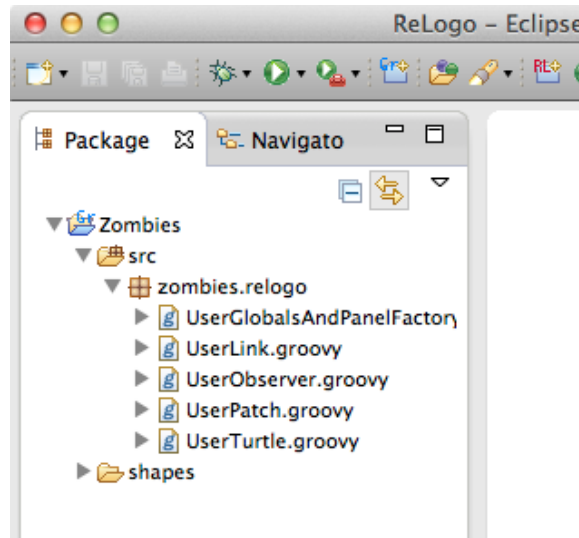 ReLogo – Eclipse
Package Navigato
Zombies
src
zombies.relogo
UserGlobalsAndPanelFactory
UserLink.groovy
UserObserver.groovy
UserPatch.groovy
UserTurtle.groovy
shapes